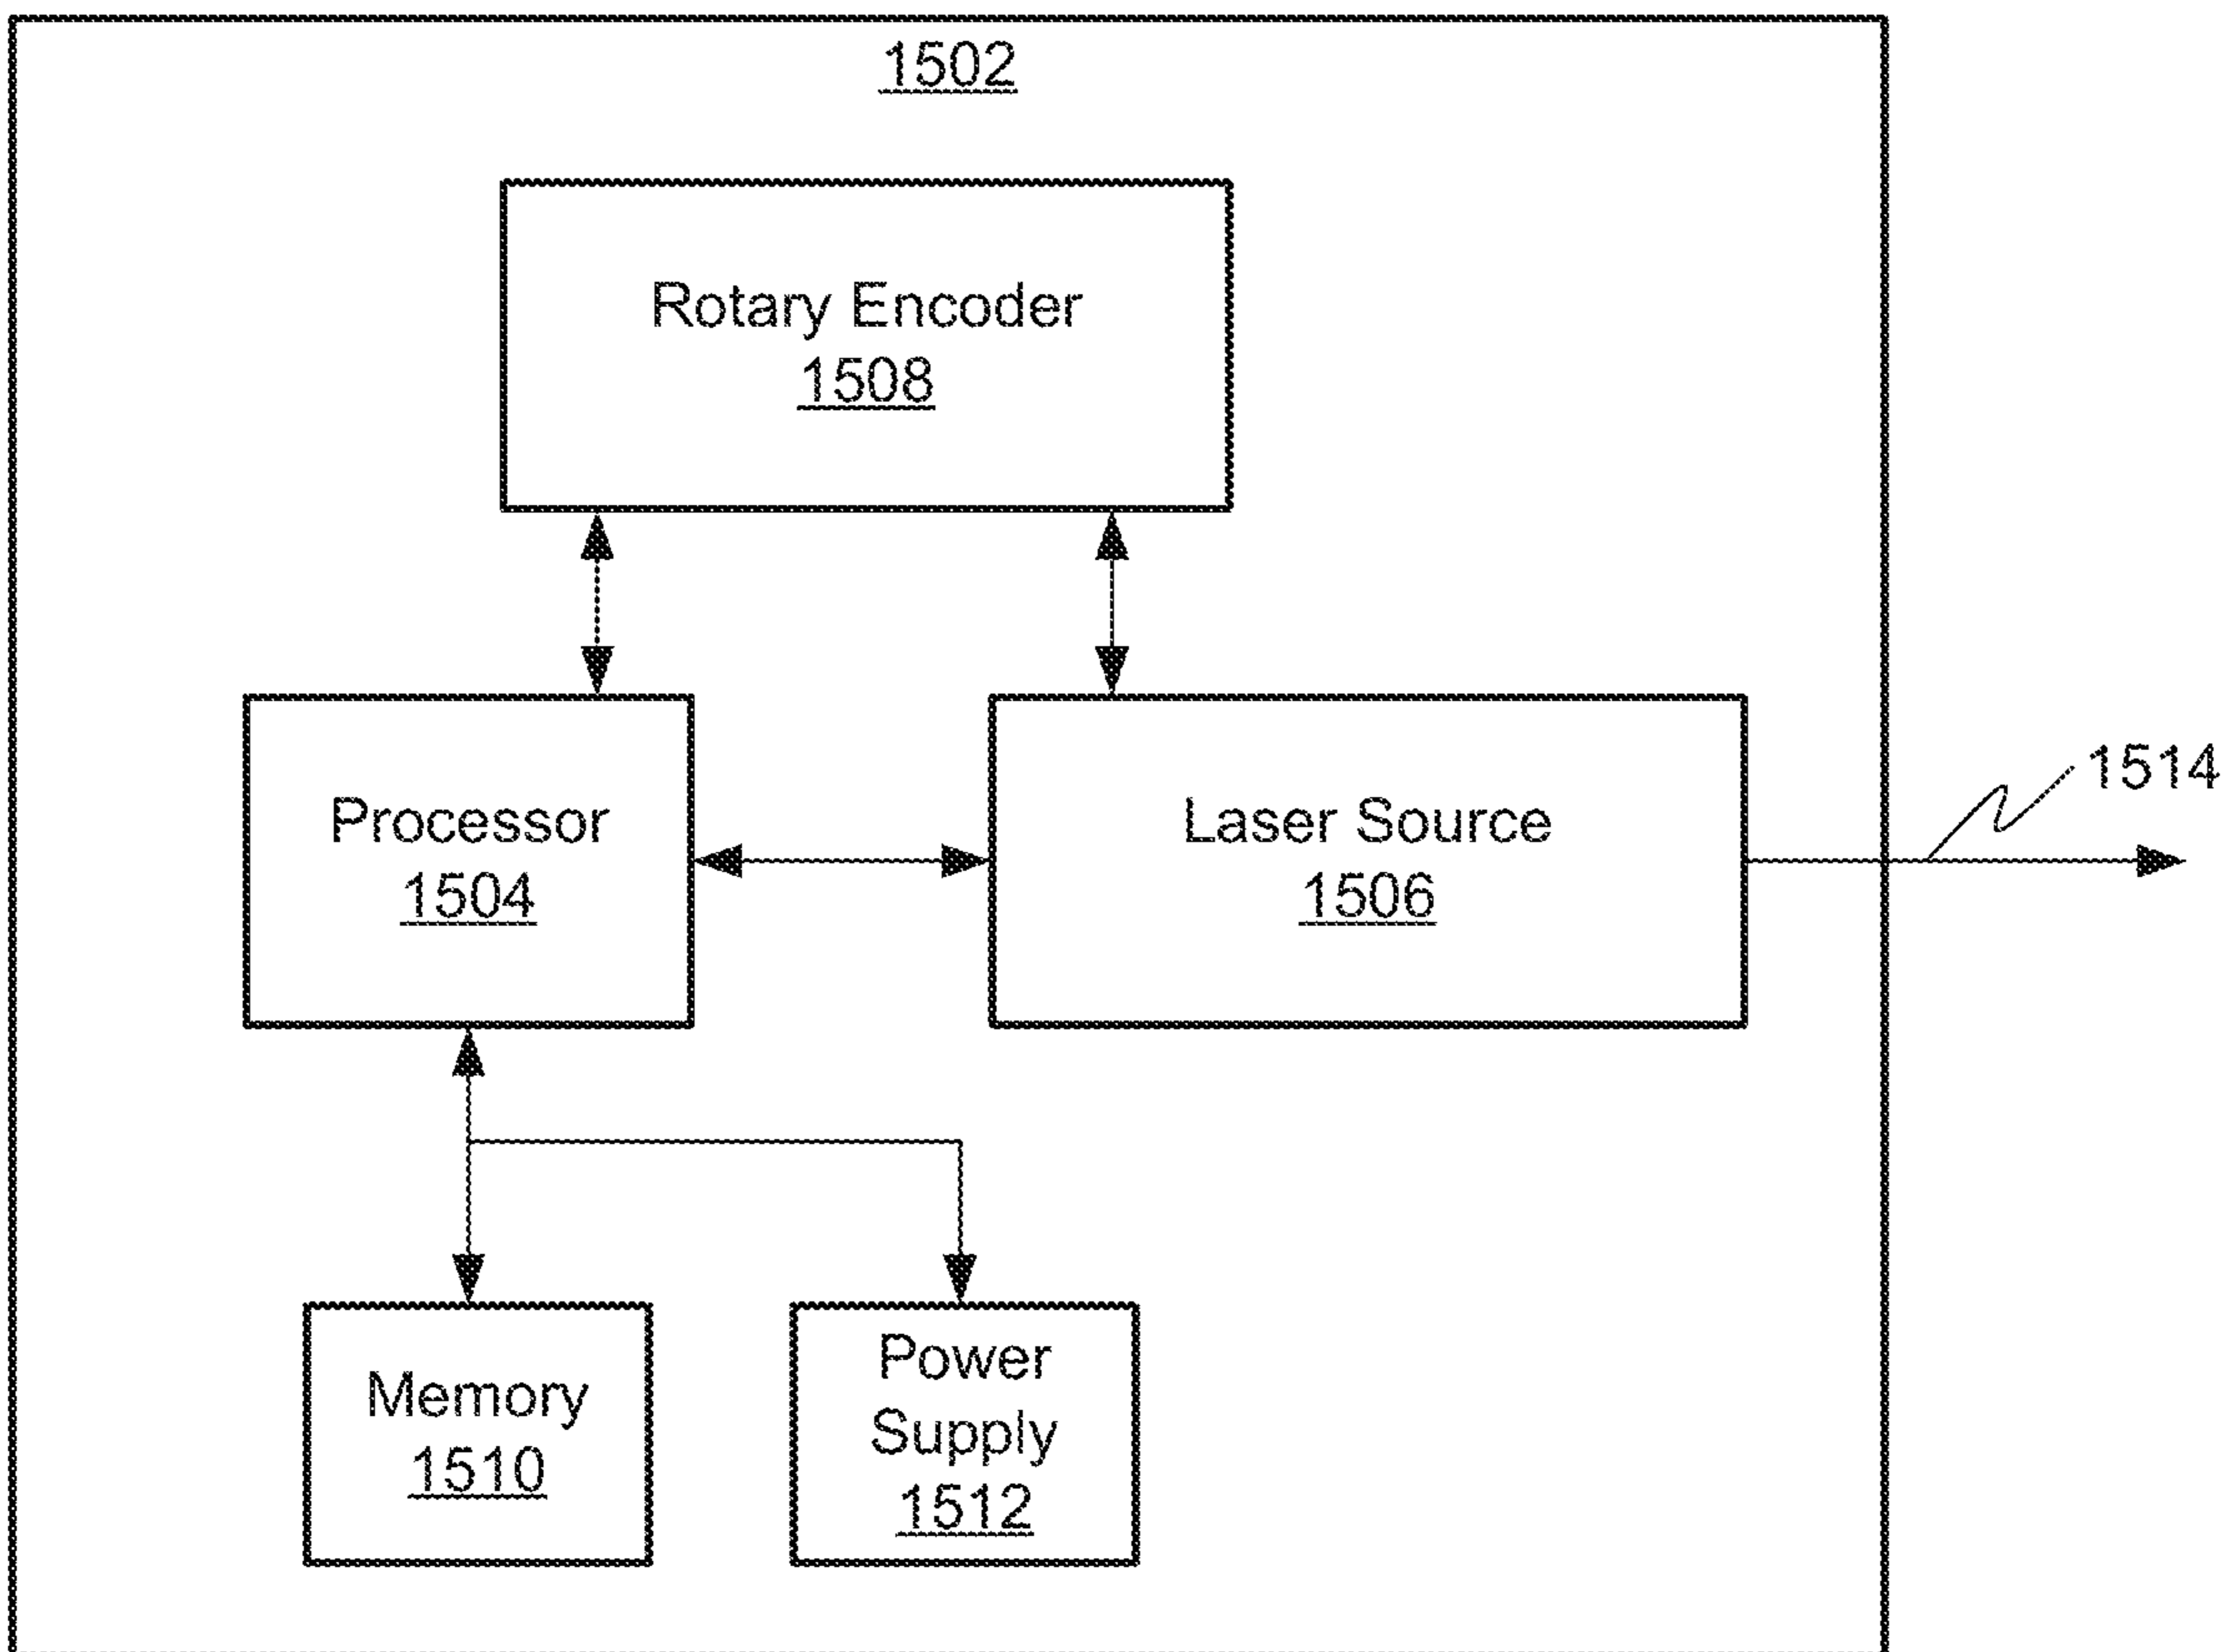 1502
Rotary Encoder
1508
Processor
1504
Laser Source
1506
1514
Memory
1510
Power
Supply
1512